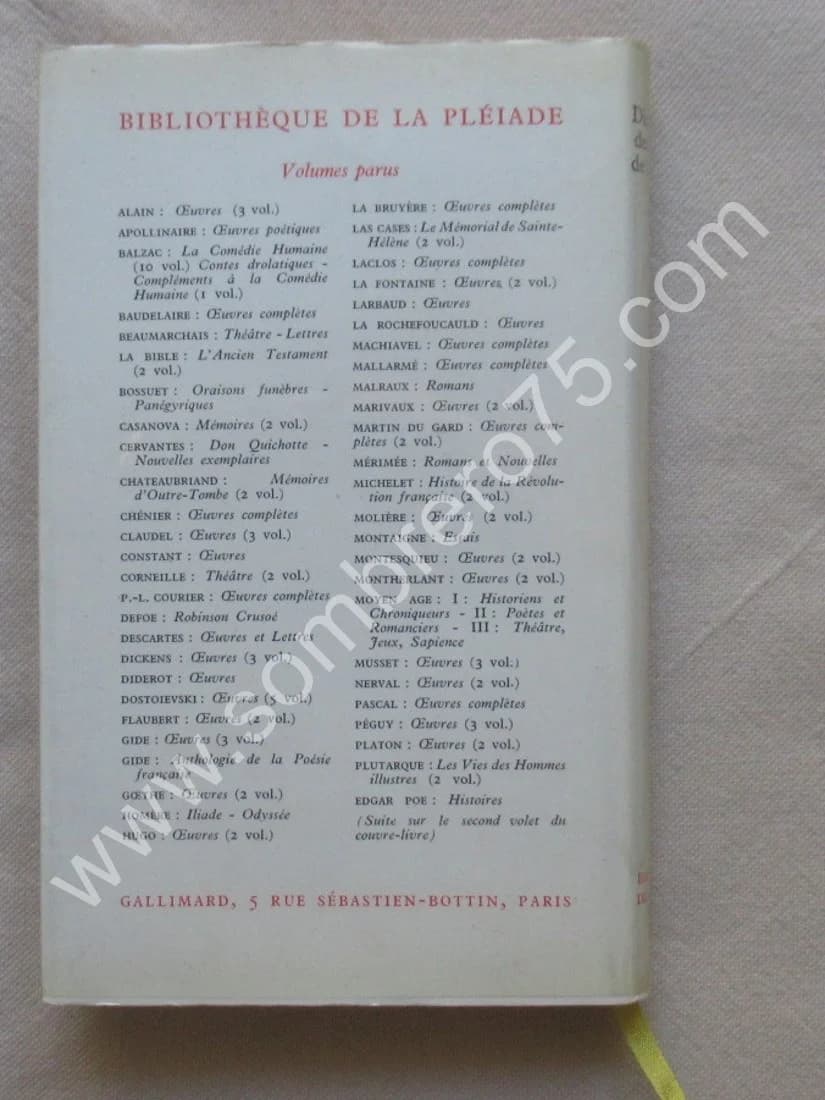 BIBLIOTHÈQUE DE LA PLÉIADE
Volumes parus
ALAIN : Œuvres (3 vol.)
APOLLINAIRE : Œuvres poétiques
BALZAC : La Comédie Humaine
(10 vol.) Contes drolatiques -
Compléments à la Comédie
Humaine (1 vol.)
BAUDELAIRE : Œuvres complètes
BEAUMARCHAIS : Théâtre - Lettres
LA BIBLE : L'Ancien Testament
(2 vol.)
BOSSUET : Oraisons funèbres -
Panégyriques
CASANOVA : Mémoires (2 vol.)
CERVANTES : Don Quichotte -
Nouvelles exemplaires
CHATEAUBRIAND : Mémoires
d'Outre-Tombe (2 vol.)
CHÉNIER : Œuvres complètes
CLAUDEL : Œuvres (3 vol.)
CONSTANT : Œuvres
CORNEILLE : Théâtre (2 vol.)
P.-L. COURIER : Œuvres complètes
DEFOE : Robinson Crusoé
DESCARTES : Œuvres et Lettres
DICKENS : Œuvres (3 vol.)
DIDEROT : Œuvres
DOSTOIEVSKI : Œuvres (5 vol.)
FLAUBERT : Œuvres (2 vol.)
GIDE : Œuvres (3 vol.)
GIDE : Anthologie de la Poésie
française
GŒTHE : Œuvres (2 vol.)
HOMÈRE : Iliade - Odyssée
HUGO : Œuvres (2 vol.)
LA BRUYÈRE : Œuvres complètes
LAS CASES : Le Mémorial de Sainte-
Hélène (2 vol.)
LACLOS : Œuvres complètes
LA FONTAINE : Œuvres (2 vol.)
LARBAUD : Œuvres
LA ROCHEFOUCAULD : Œuvres
MACHIAVEL : Œuvres complètes
MALLARMÉ : Œuvres complètes
MALRAUX : Romans
MARIVAUX : Œuvres (2 vol.)
MARTIN DU GARD : Œuvres com-
plètes (2 vol.)
MÉRIMÉE : Romans et Nouvelles
MICHELET : Histoire de la Révolu-
tion française (2 vol.)
MOLIÈRE : Œuvres (2 vol.)
MONTAIGNE : Essais
MONTESQUIEU : Œuvres (2 vol.)
MONTHERLANT : Œuvres (2 vol.)
MOYEN AGE : I : Historiens et
Chroniqueurs - II : Poètes et
Romanciers - III : Théâtre,
Jeux, Sapience
MUSSET : Œuvres (3 vol.)
NERVAL : Œuvres (2 vol.)
PASCAL : Œuvres complètes
PÉGUY : Œuvres (3 vol.)
PLATON : Œuvres (2 vol.)
PLUTARQUE : Les Vies des Hommes
illustres (2 vol.)
EDGAR POE : Histoires
(Suite sur le second volet du
couvre-livre)
GALLIMARD, 5 RUE SÉBASTIEN-BOTTIN, PARIS
www.sombrero75.com